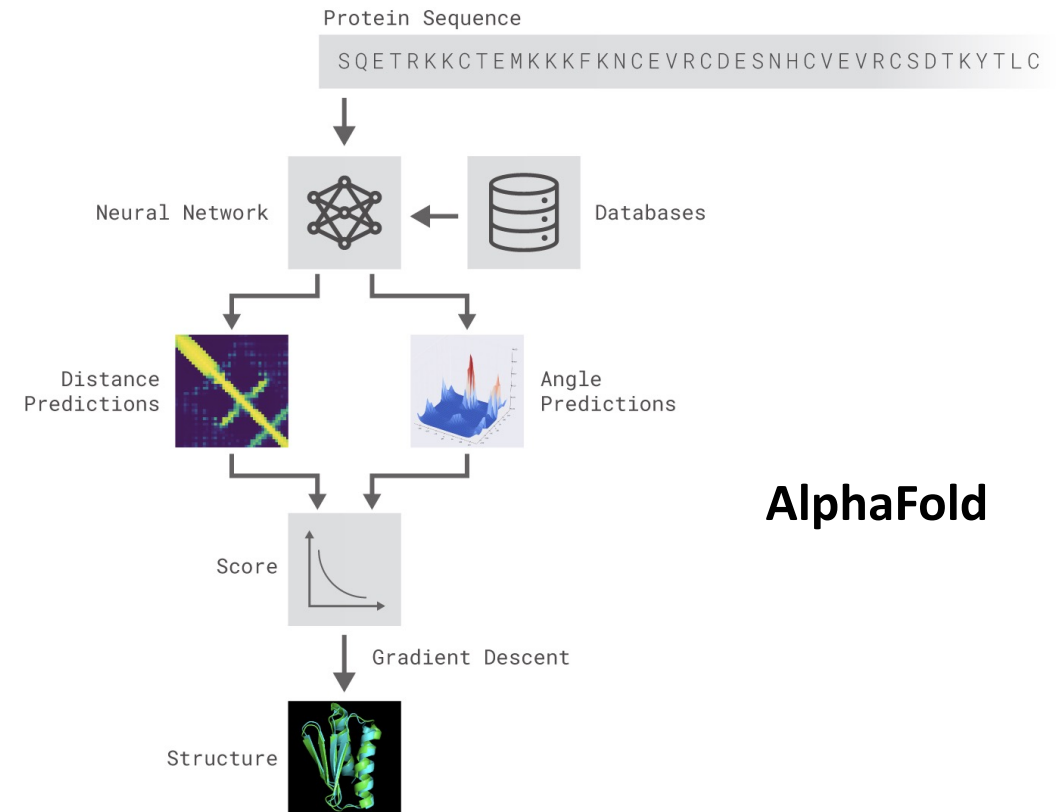 Protein Sequence
SQETRKKCTEMKKKFKNCEVRCDESNHCVEVRCSDTKYTLC
Neural Network
Databases
Distance
Predictions
Angle
Predictions
AlphaFold
Score
Gradient Descent
Structure